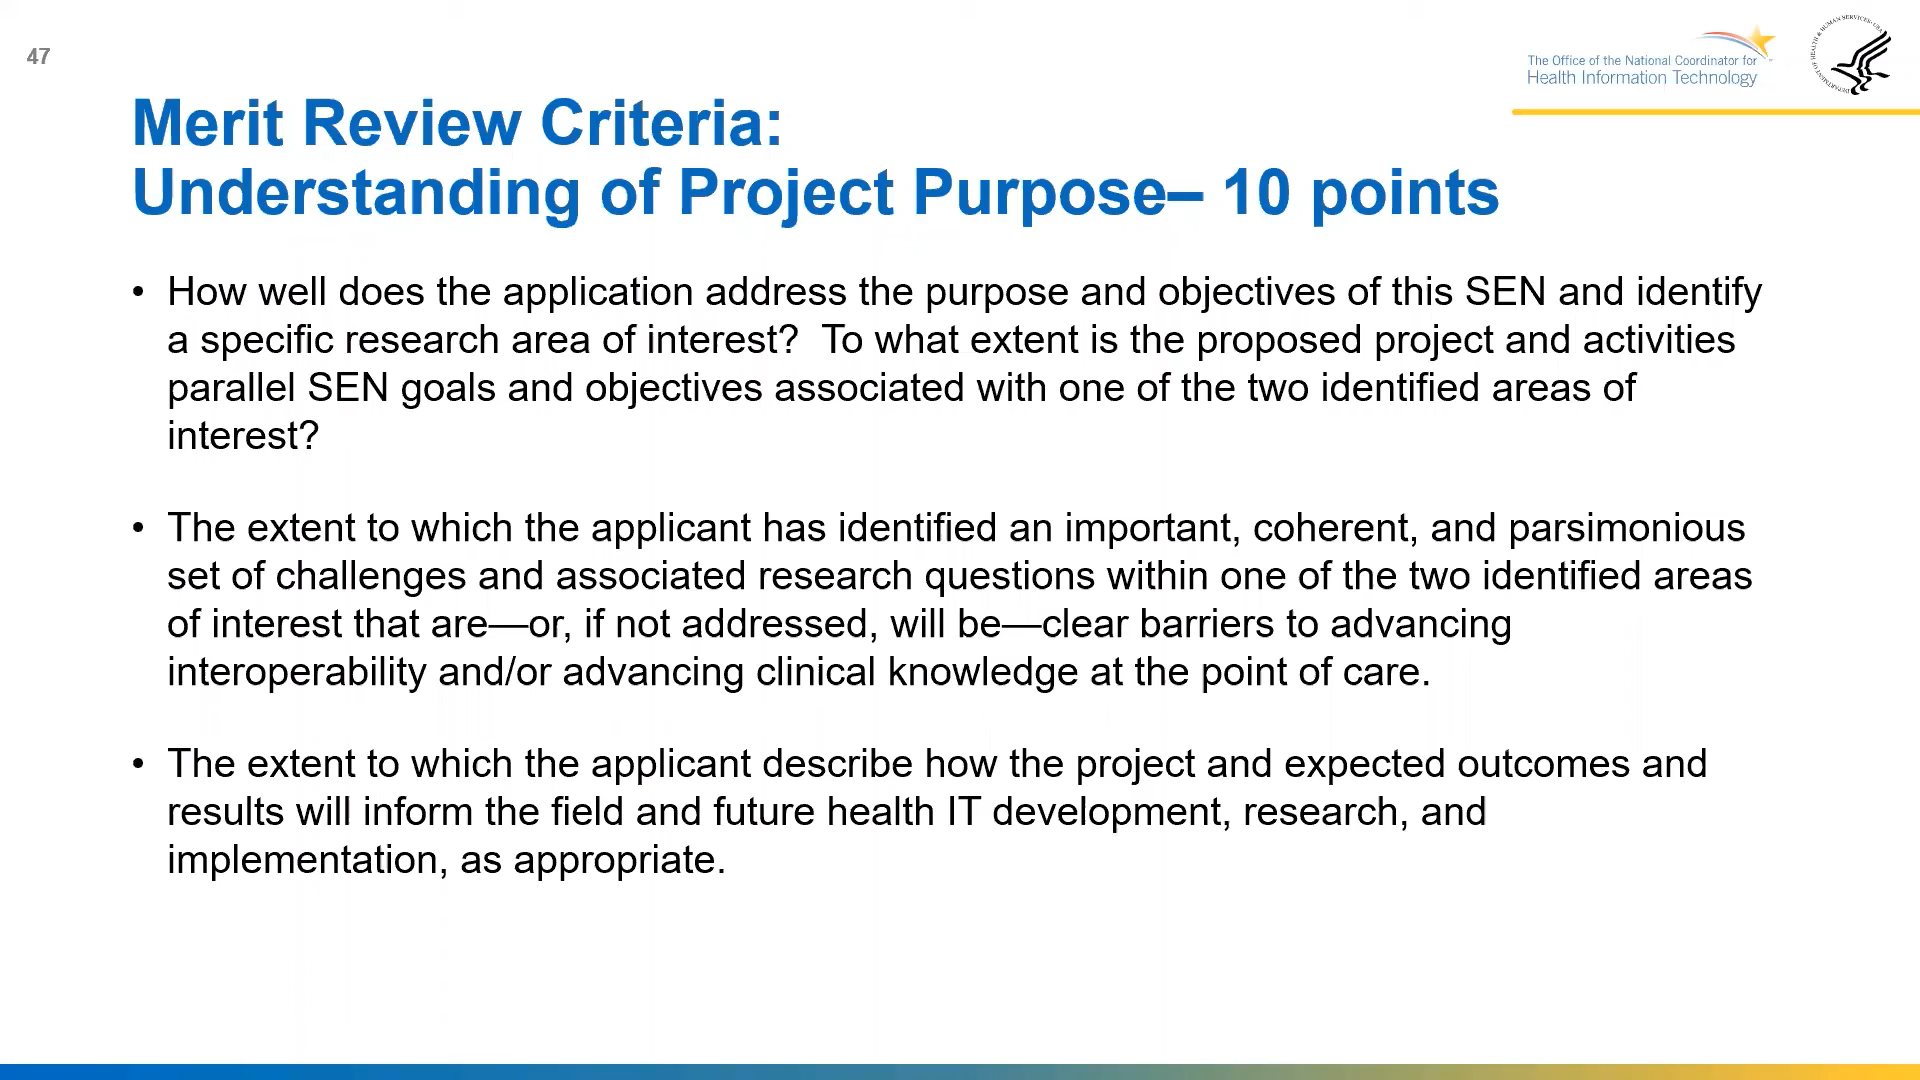 47
The Office of the National Coordinator for
Health Information Technology
DEPARTMENT OF HEALTH & HUMAN SERVICES • USA
Merit Review Criteria:
Understanding of Project Purpose– 10 points
• How well does the application address the purpose and objectives of this SEN and identify
a specific research area of interest?  To what extent is the proposed project and activities
parallel SEN goals and objectives associated with one of the two identified areas of
interest?
• The extent to which the applicant has identified an important, coherent, and parsimonious
set of challenges and associated research questions within one of the two identified areas
of interest that are—or, if not addressed, will be—clear barriers to advancing
interoperability and/or advancing clinical knowledge at the point of care.
• The extent to which the applicant describe how the project and expected outcomes and
results will inform the field and future health IT development, research, and
implementation, as appropriate.